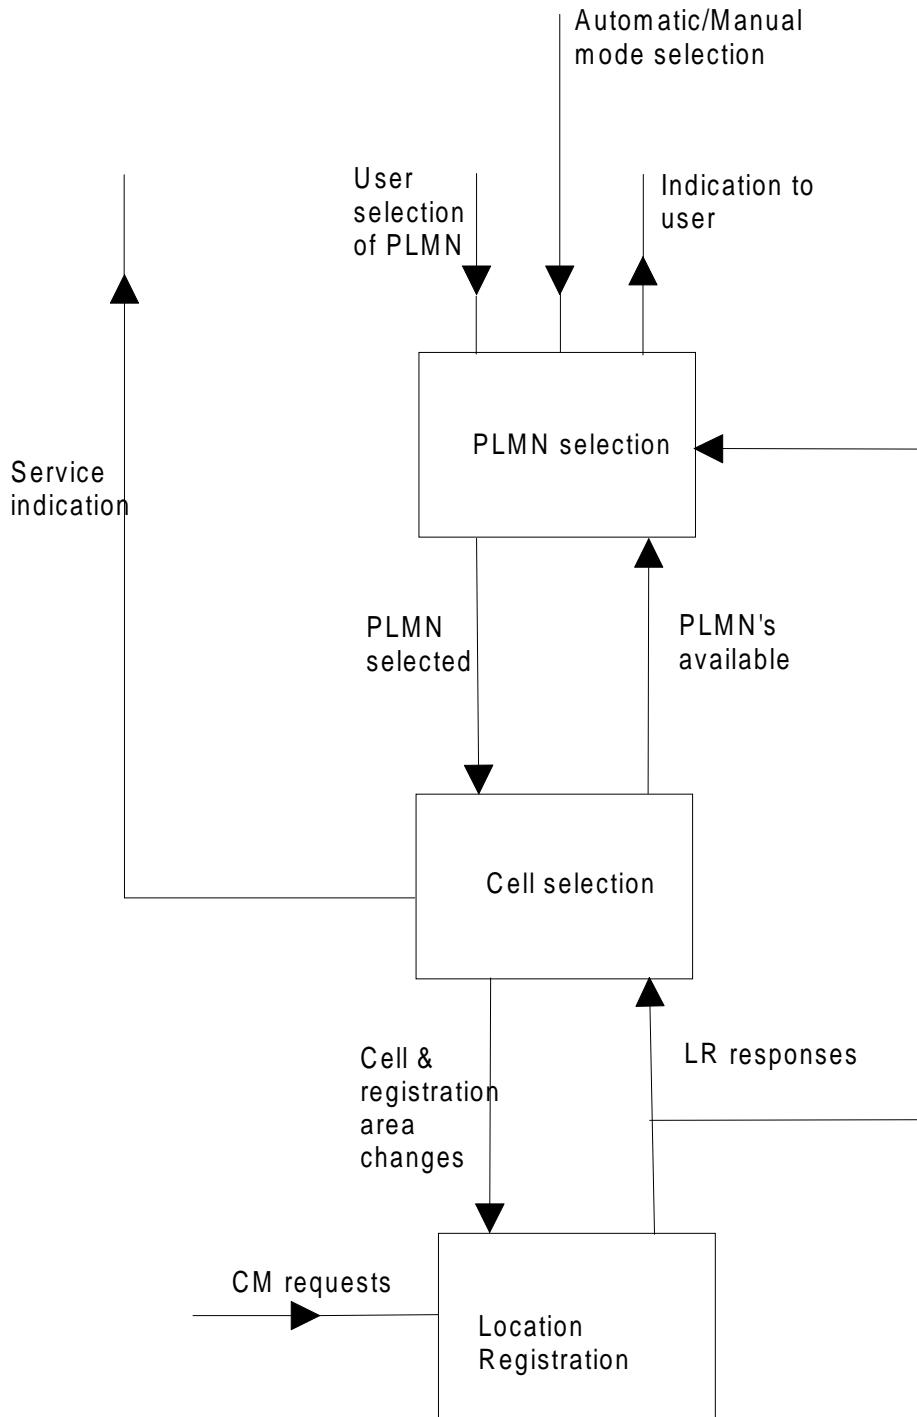 Automatic/Manual
mode selection
User
selection
of PLMN
Indication to
user
PLMN selection
Service
indication
PLMN
selected
PLMN's
available
Cell selection
Cell &
registration
area
changes
LR responses
CM requests
Location
Registration